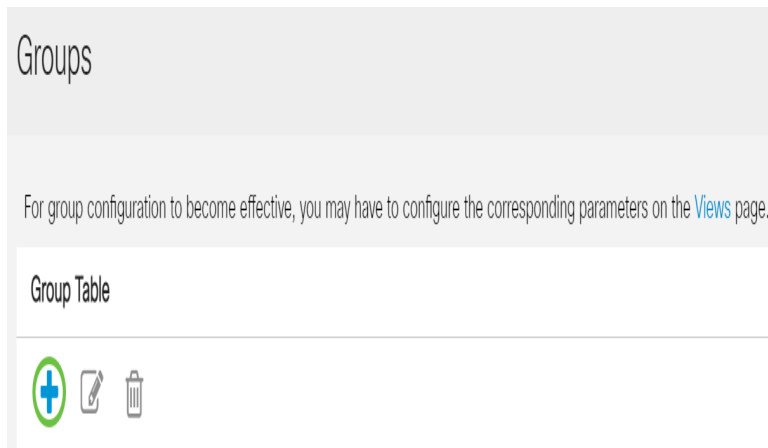 Groups
For group configuration to become effective, you may have to configure the corresponding parameters on the Views page.
Group Table